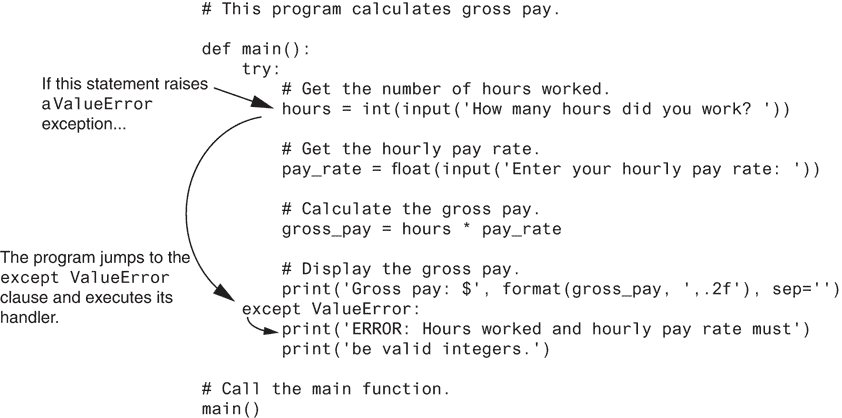 # This program calculates gross pay.
def main():
try:
If this statement raises
a ValueError
exception...
# Get the number of hours worked.
hours = int(input('How many hours did you work? '))
# Get the hourly pay rate.
pay_rate = float(input('Enter your hourly pay rate: '))
# Calculate the gross pay.
gross_pay = hours * pay_rate
The program jumps to the
except ValueError
clause and executes its
handler.
# Display the gross pay.
print('Gross pay: $', format(gross_pay, ',.2f'), sep='')
except ValueError:
print('ERROR: Hours worked and hourly pay rate must')
print('be valid integers.')
# Call the main function.
main()